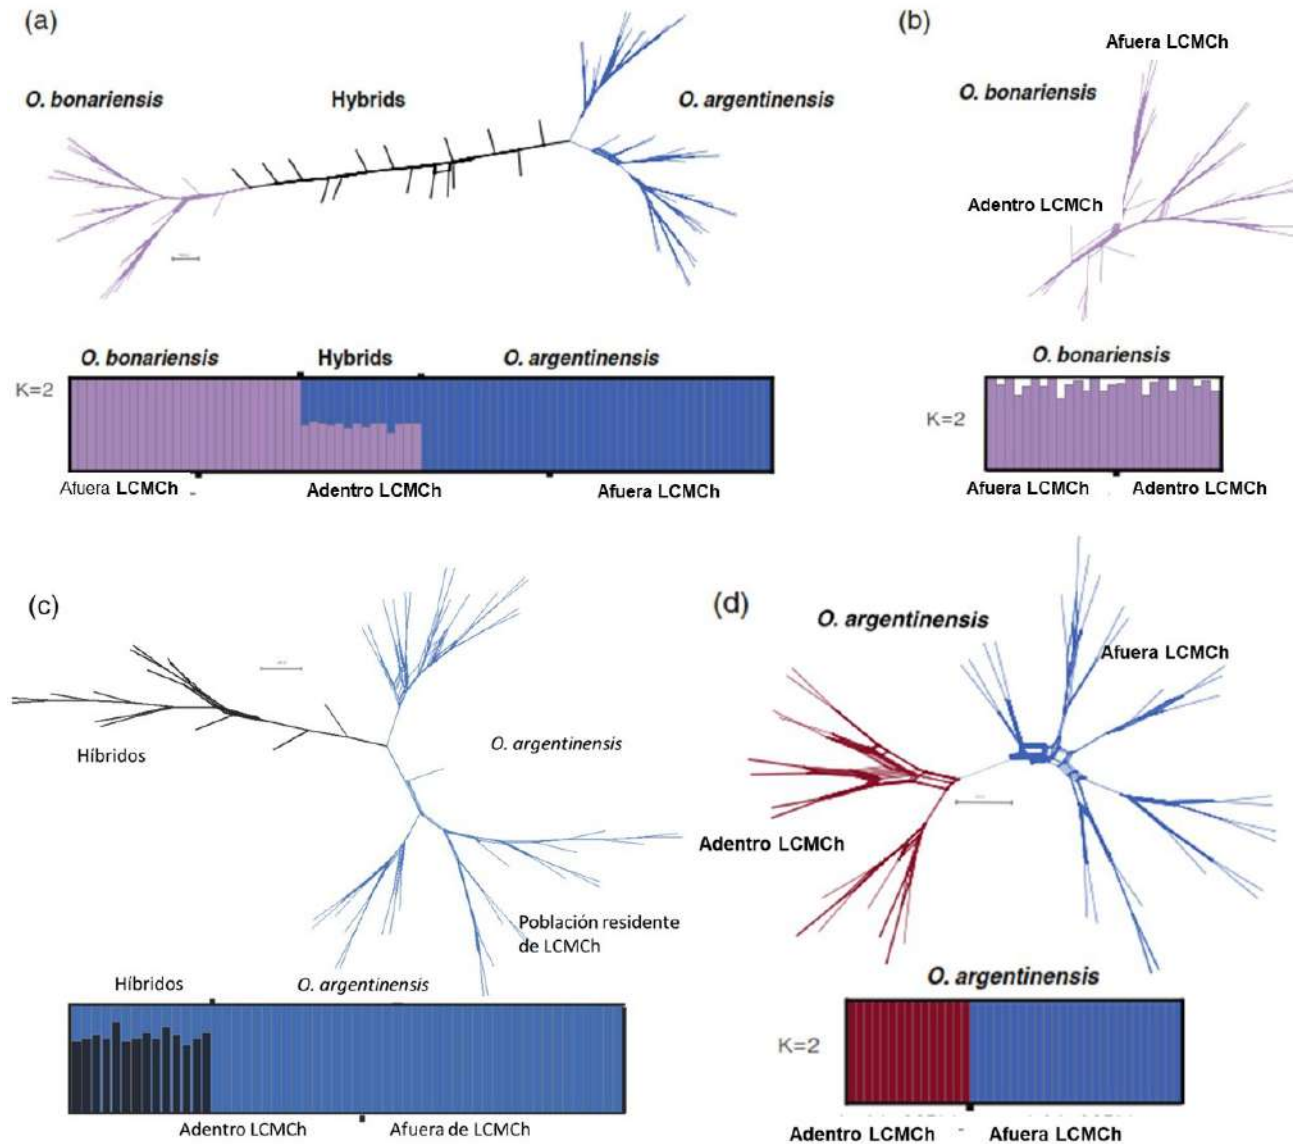 (a)
O. bonariensis
Hybrids
O. argentinensis
O. bonariensis
Hybrids
O. argentinensis
K=2
Afuera LCMCh
Adentro LCMCh
Afuera LCMCh
(b)
Afuera LCMCh
O. bonariensis
Adentro LCMCh
O. bonariensis
K=2
Afuera LCMCh
Adentro LCMCh
(c)
Híbridos
O. argentinensis
Población residente
de LCMCh
Híbridos
O. argentinensis
Adentro LCMCh
Afuera de LCMCh
(d)
O. argentinensis
Afuera LCMCh
Adentro LCMCh
O. argentinensis
K=2
Adentro LCMCh
Afuera LCMCh